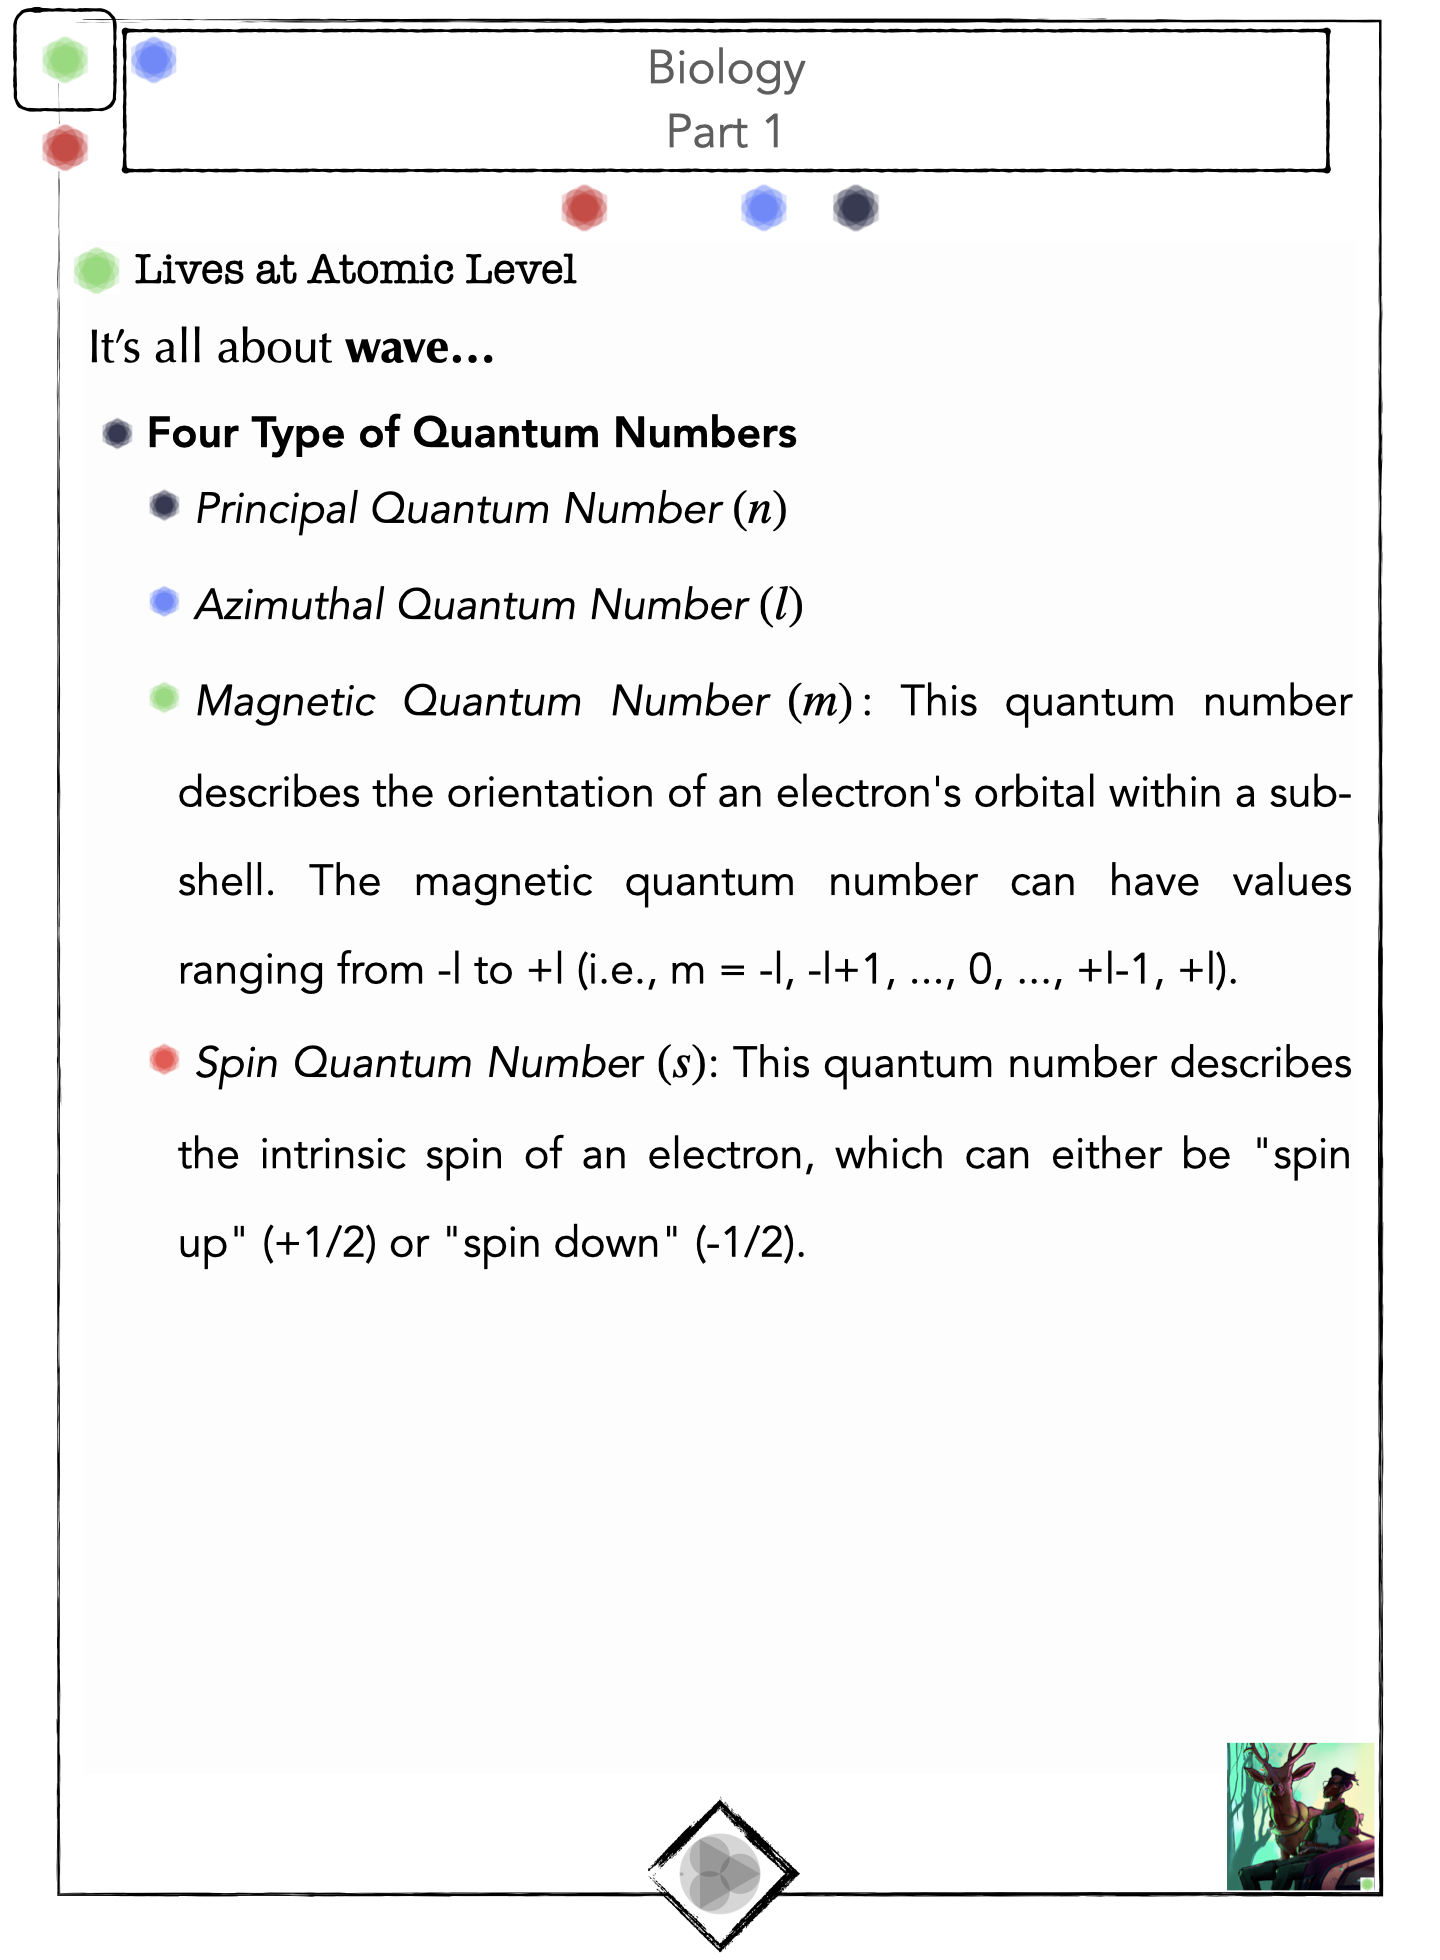 Biology
Part 1
Lives at Atomic Level
It’s all about wave…
Four Type of Quantum Numbers
Principal Quantum Number (n)
Azimuthal Quantum Number (l)
Magnetic Quantum Number (m): This quantum number
describes the orientation of an electron's orbital within a sub-
shell. The magnetic quantum number can have values
ranging from -l to +l (i.e., m = -l, -l+1, ..., 0, ..., +l-1, +l).
Spin Quantum Number (s): This quantum number describes
the intrinsic spin of an electron, which can either be "spin
up" (+1/2) or "spin down" (-1/2).